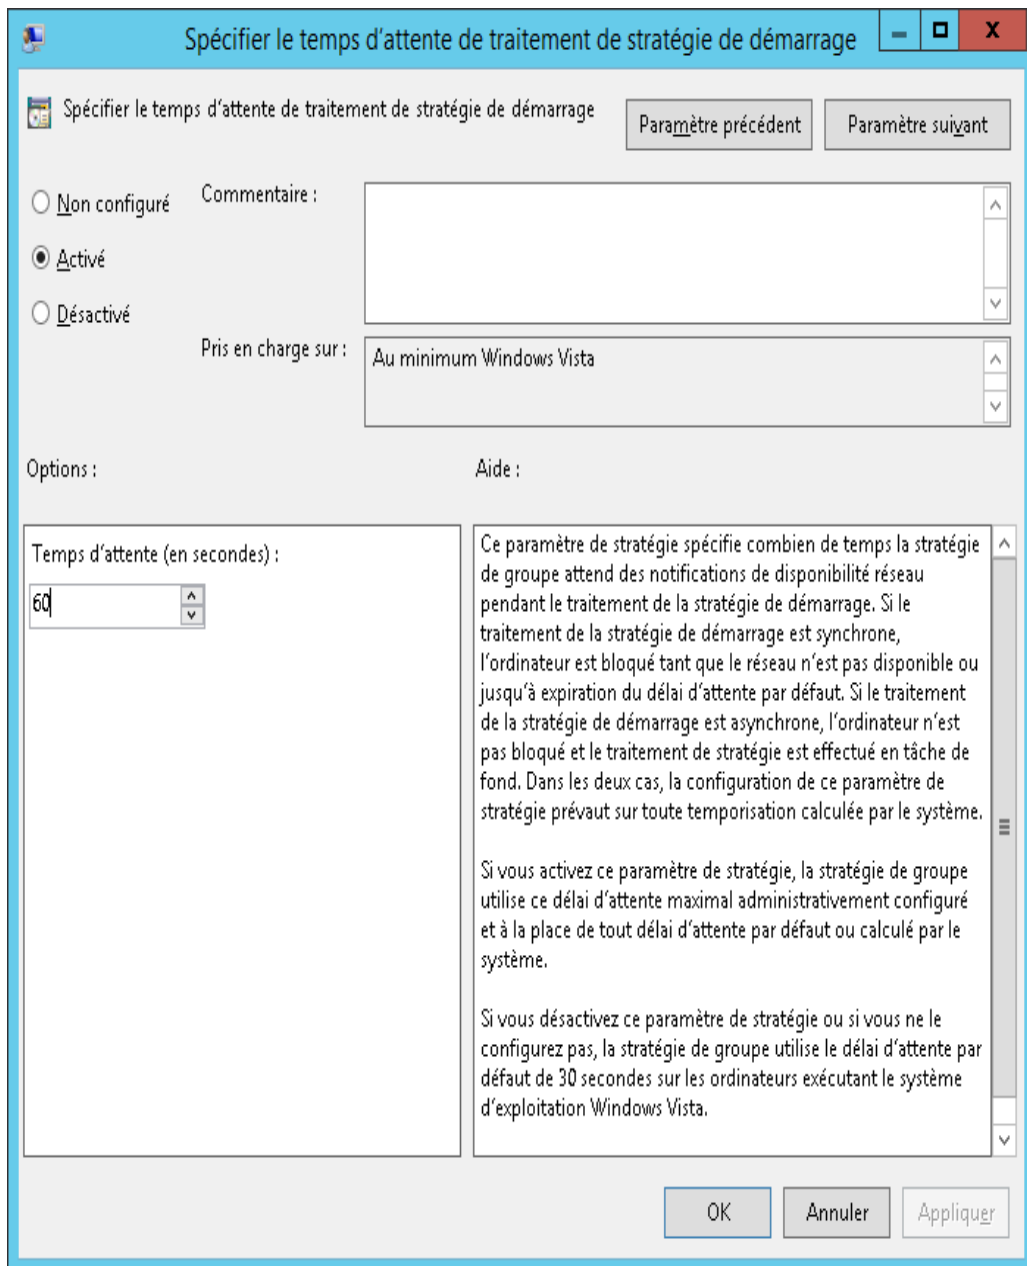 Spécifier le temps d'attente de traitement de stratégie de démarrage
Spécifier le temps d'attente de traitement de stratégie de démarrage
Paramètre précédent
Paramètre suivant
Non configuré
Commentaire :
Activé
Désactivé
Pris en charge sur :
Au minimum Windows Vista
Options :
Aide :
Temps d'attente (en secondes) :
60
Ce paramètre de stratégie spécifie combien de temps la stratégie
de groupe attend des notifications de disponibilité réseau
pendant le traitement de la stratégie de démarrage. Si le
traitement de la stratégie de démarrage est synchrone,
l'ordinateur est bloqué tant que le réseau n'est pas disponible ou
jusqu'à expiration du délai d'attente par défaut. Si le traitement
de la stratégie de démarrage est asynchrone, l'ordinateur n'est
pas bloqué et le traitement de stratégie est effectué en tâche de
fond. Dans les deux cas, la configuration de ce paramètre de
stratégie prévaut sur toute temporisation calculée par le système.
Si vous activez ce paramètre de stratégie, la stratégie de groupe
utilise ce délai d'attente maximal administrativement configuré
et à la place de tout délai d'attente par défaut ou calculé par le
système.
Si vous désactivez ce paramètre de stratégie ou si vous ne le
configurez pas, la stratégie de groupe utilise le délai d'attente par
défaut de 30 secondes sur les ordinateurs exécutant le système
d'exploitation Windows Vista.
OK
Annuler
Appliquer